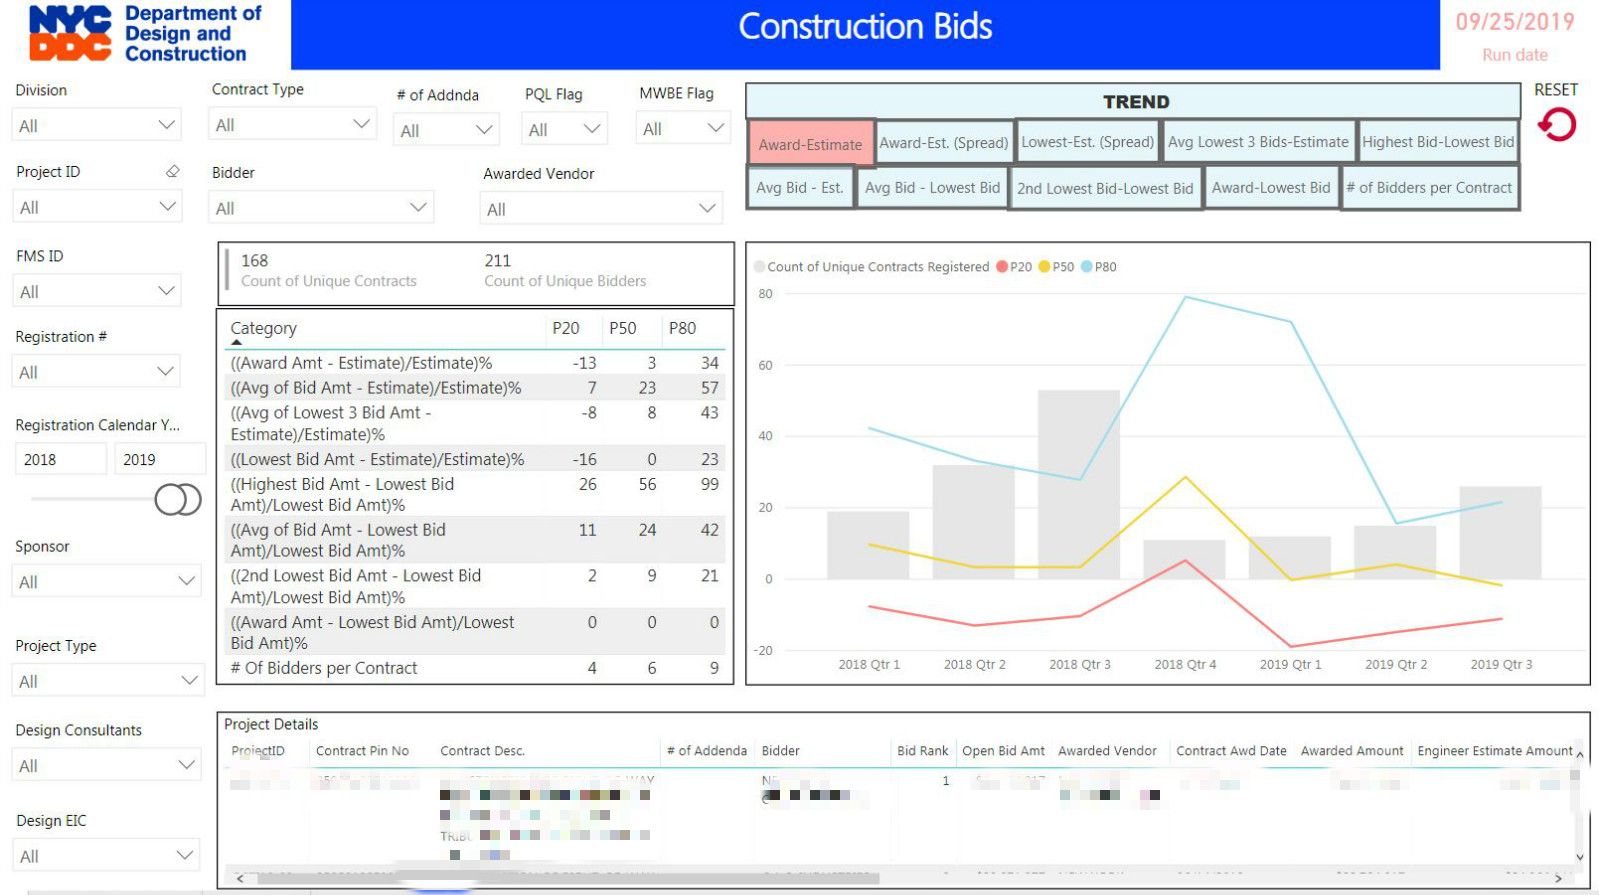 NYC
DDC
Department of
Design and
Construction
Construction Bids
09/25/2019
Run date
Division
All
Contract Type
All
# of Addnda
All
PQL Flag
All
MWBE Flag
All
Project ID
All
Bidder
All
Awarded Vendor
All
TREND
Award-Estimate
Award-Est. (Spread)
Lowest-Est. (Spread)
Avg Lowest 3 Bids-Estimate
Highest Bid-Lowest Bid
Avg Bid - Est.
Avg Bid - Lowest Bid
2nd Lowest Bid-Lowest Bid
Award-Lowest Bid
# of Bidders per Contract
RESET
FMS ID
All
Registration #
All
Registration Calendar Y...
2018 2019
Sponsor
All
Project Type
All
Design Consultants
All
Design EIC
All
168
Count of Unique Contracts
211
Count of Unique Bidders
Category P20 P50 P80
((Award Amt - Estimate)/Estimate)% -13 3 34
((Avg of Bid Amt - Estimate)/Estimate)% 7 23 57
((Avg of Lowest 3 Bid Amt - -8 8 43
Estimate)/Estimate)%
((Lowest Bid Amt - Estimate)/Estimate)% -16 0 23
((Highest Bid Amt - Lowest Bid 26 56 99
Amt)/Lowest Bid Amt)%
((Avg of Bid Amt - Lowest Bid 11 24 42
Amt)/Lowest Bid Amt)%
((2nd Lowest Bid Amt - Lowest Bid 2 9 21
Amt)/Lowest Bid Amt)%
((Award Amt - Lowest Bid Amt)/Lowest 0 0 0
Bid Amt)%
# Of Bidders per Contract 4 6 9
Count of Unique Contracts Registered P20 P50 P80
80
60
40
20
0
-20
2018 Qtr 1 2018 Qtr 2 2018 Qtr 3 2018 Qtr 4 2019 Qtr 1 2019 Qtr 2 2019 Qtr 3
Project Details
ProjectID Contract Pin No Contract Desc. # of Addenda Bidder Bid Rank Open Bid Amt Awarded Vendor Contract Awd Date Awarded Amount Engineer Estimate Amount
1